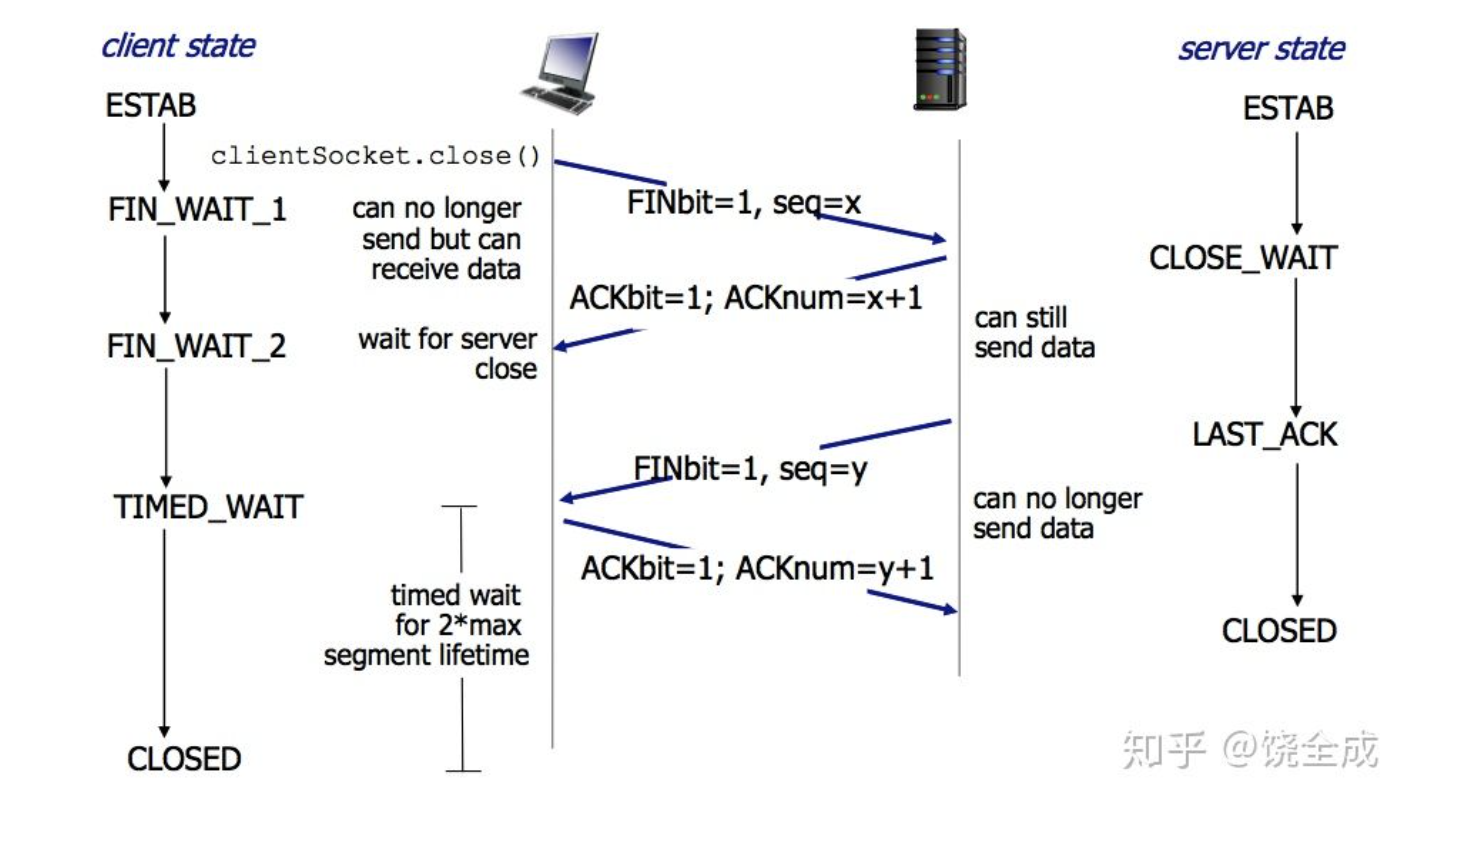 client state
server state
ESTAB
ESTAB
clientSocket.close()
FIN_WAIT_1
can no longer
send but can
receive data
FINbit=1, seq=x
CLOSE_WAIT
ACKbit=1; ACKnum=x+1
can still
send data
FIN_WAIT_2
wait for server
close
LAST_ACK
FINbit=1, seq=y
can no longer
send data
TIMED_WAIT
ACKbit=1; ACKnum=y+1
timed wait
for 2*max
segment lifetime
CLOSED
CLOSED
知乎 @饶全成